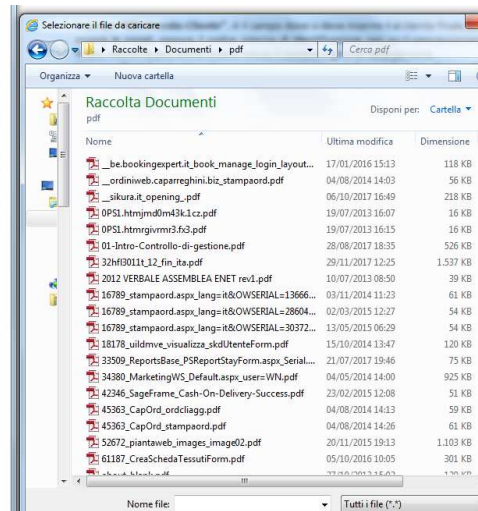 Selezionare il file da caricare
Raccolte ▸ Documenti ▸ pdf
Cerca pdf
Organizza
Nuova cartella
Raccolta Documenti
pdf
Disponi per: Cartella
Nome Ultima modifica Dimensione
__be.bookingexpert.it_book_manage_login_layout... 17/01/2016 15:13 118 KB
__ordiniweb.caparreghini.biz_stampaord.pdf 04/08/2014 14:03 56 KB
__sikura.it_opening_.pdf 06/10/2017 16:49 218 KB
0PS1.htmjmd0m43k.1cz.pdf 19/07/2013 16:07 16 KB
0PS1.htmrgivmr3.fx3.pdf 19/07/2013 16:15 16 KB
01-Intro-Controllo-di-gestione.pdf 28/08/2017 18:35 526 KB
32hfl3011t_12_fin_ita.pdf 29/11/2017 12:25 1.537 KB
2012 VERBALE ASSEMBLEA ENET rev1.pdf 10/07/2013 08:50 39 KB
16789_stampaord.aspx_lang=it&OWSERIAL=13666... 03/11/2014 11:23 61 KB
16789_stampaord.aspx_lang=it&OWSERIAL=28604... 02/03/2015 12:27 54 KB
16789_stampaord.aspx_lang=it&OWSERIAL=30372... 13/05/2015 06:29 54 KB
18178_uildmve_visualizza_skdUtenteForm.pdf 15/10/2014 13:47 120 KB
33509_ReportsBase_PSReportStayForm.aspx_Serial.... 21/07/2017 19:46 75 KB
34380_MarketingWS_Default.aspx_user=WN.pdf 04/05/2014 14:00 925 KB
42346_SageFrame_Cash-On-Delivery-Success.pdf 23/02/2015 12:08 51 KB
45363_CapOrd_ordcliagg.pdf 04/08/2014 14:13 59 KB
45363_CapOrd_stampaord.pdf 04/08/2014 14:26 61 KB
52672_piantaweb_images_image02.pdf 20/11/2015 19:13 1.103 KB
61187_CreaSchedaTessutiForm.pdf 05/10/2016 10:05 301 KB
Nome file:
Tutti i file (*.*)